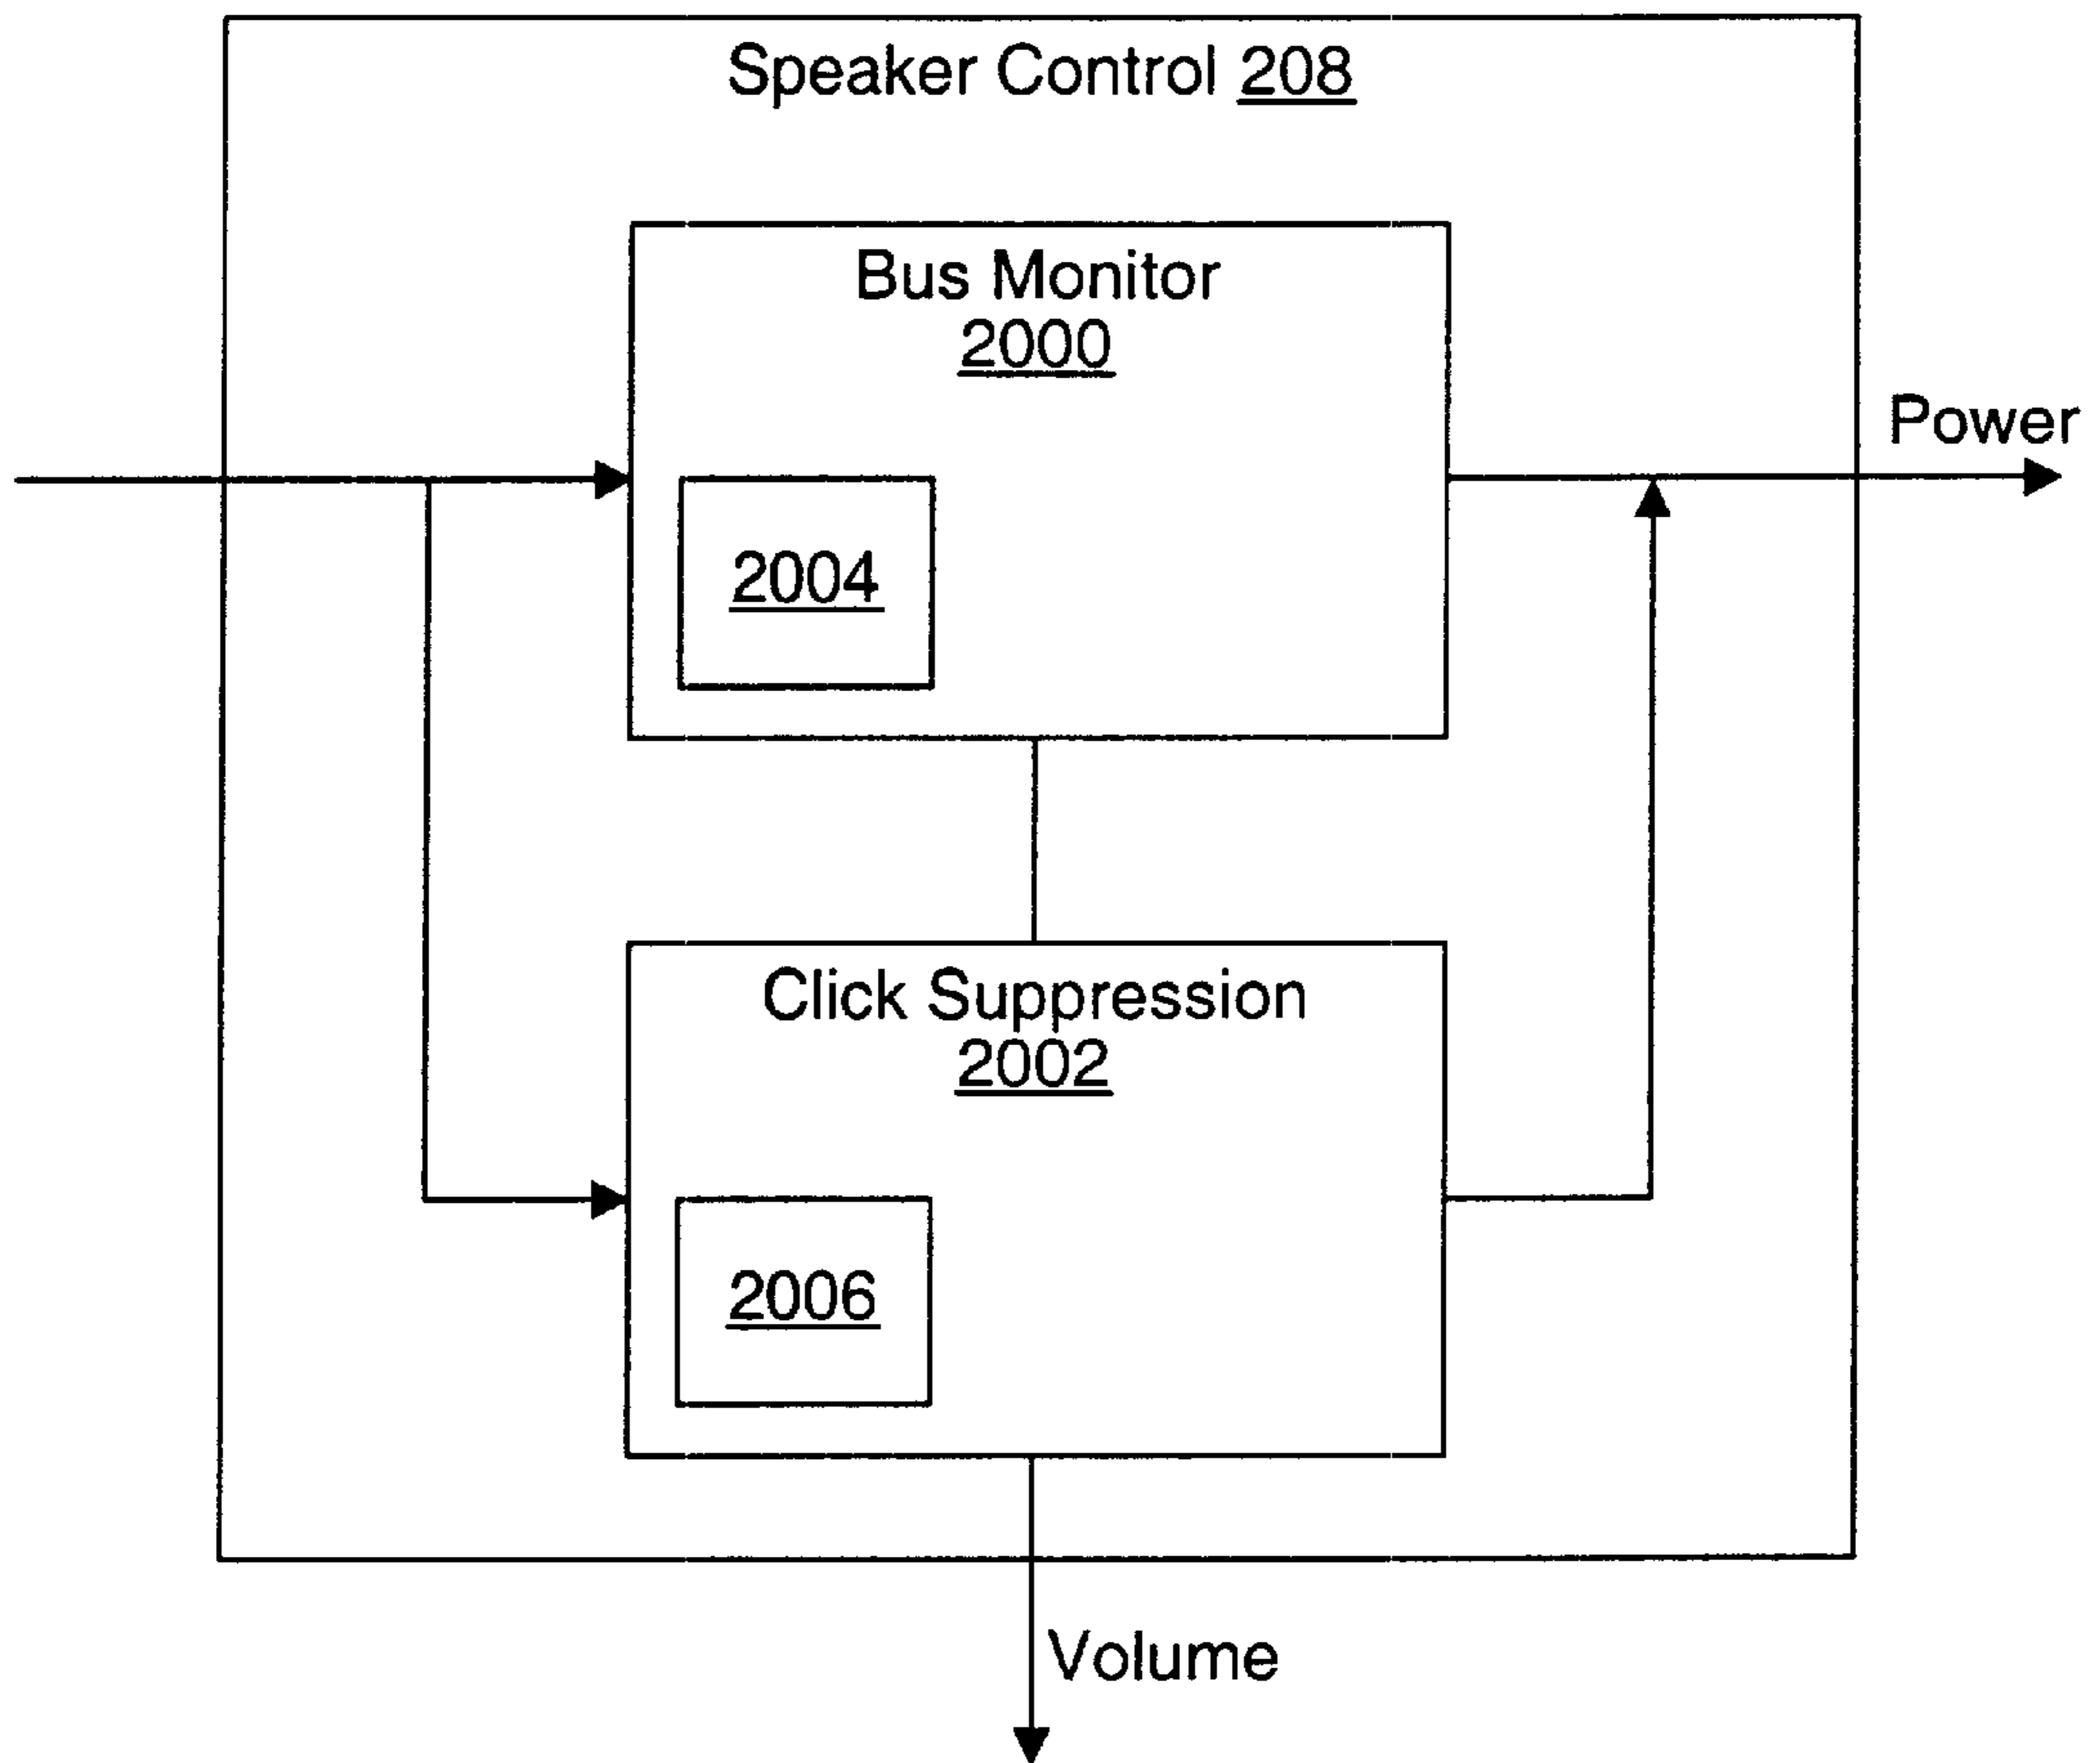 Speaker Control 208
Bus Monitor
2000
Power
2004
Click Suppression
2002
2006
Volume